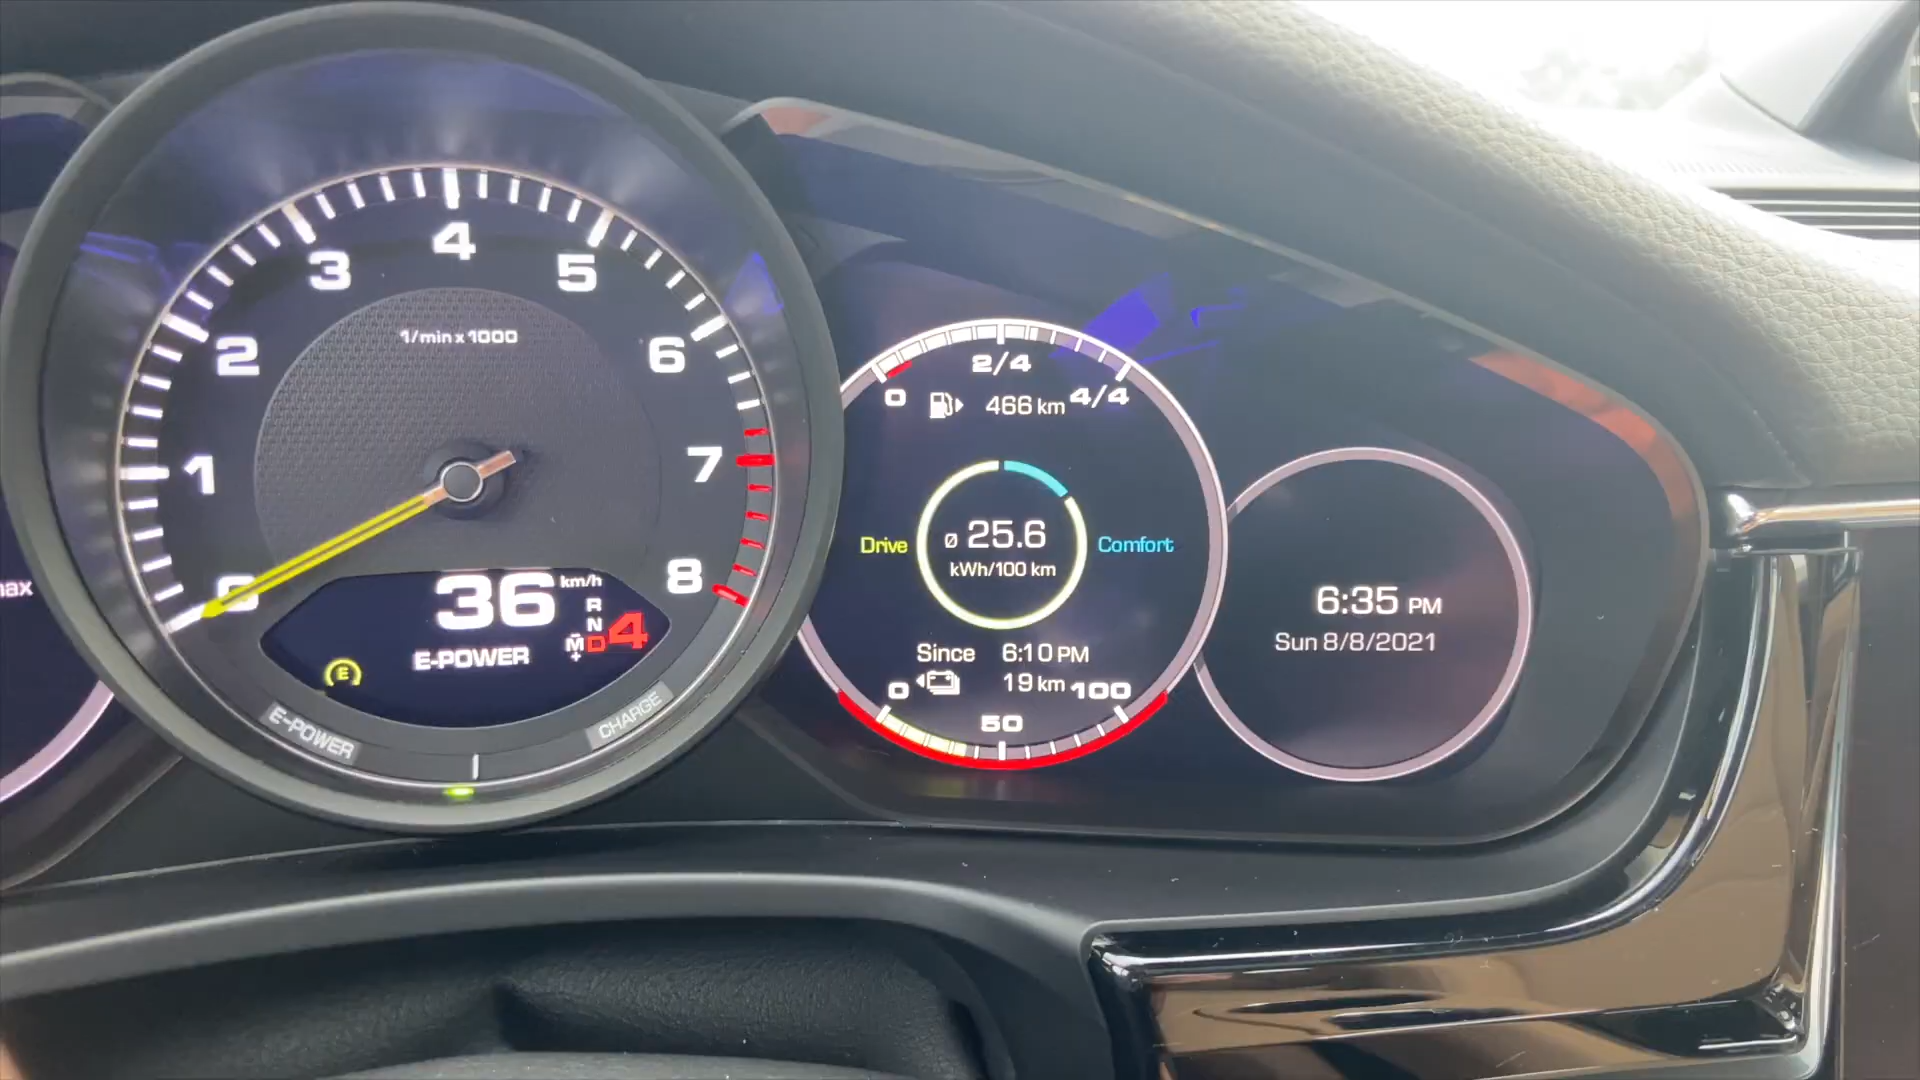 max
1/min x 1000
0
1
2
3
4
5
6
7
8
36 km/h
R
N
D 4
M
-
+
E
E-POWER
E-POWER
CHARGE
0 2/4 4/4
466 km
Drive
ø 25.6
kWh/100 km
Comfort
Since 6:10 PM
19 km
0 50 100
6:35 PM
Sun 8/8/2021